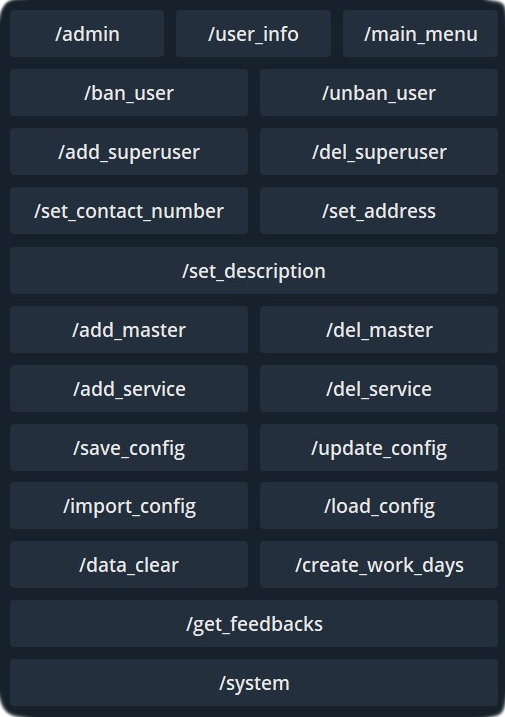 /admin /user_info /main_menu
/ban_user /unban_user
/add_superuser /del_superuser
/set_contact_number /set_address
/set_description
/add_master /del_master
/add_service /del_service
/save_config /update_config
/import_config /load_config
/data_clear /create_work_days
/get_feedbacks
/system